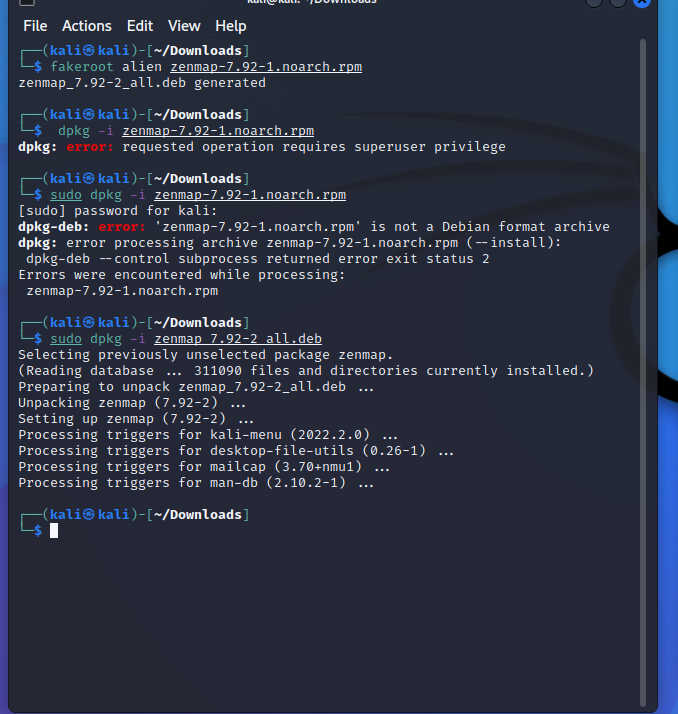 kali@kali: ~/Downloads
File Actions Edit View Help
┌──(kali㉿kali)-[~/Downloads]
└─$ fakeroot alien zenmap-7.92-1.noarch.rpm
zenmap_7.92-2_all.deb generated
┌──(kali㉿kali)-[~/Downloads]
└─$  dpkg -i zenmap-7.92-1.noarch.rpm
dpkg: error: requested operation requires superuser privilege
┌──(kali㉿kali)-[~/Downloads]
└─$ sudo dpkg -i zenmap-7.92-1.noarch.rpm
[sudo] password for kali:
dpkg-deb: error: 'zenmap-7.92-1.noarch.rpm' is not a Debian format archive
dpkg: error processing archive zenmap-7.92-1.noarch.rpm (--install):
 dpkg-deb --control subprocess returned error exit status 2
Errors were encountered while processing:
 zenmap-7.92-1.noarch.rpm
┌──(kali㉿kali)-[~/Downloads]
└─$ sudo dpkg -i zenmap_7.92-2_all.deb
Selecting previously unselected package zenmap.
(Reading database ... 311090 files and directories currently installed.)
Preparing to unpack zenmap_7.92-2_all.deb ...
Unpacking zenmap (7.92-2) ...
Setting up zenmap (7.92-2) ...
Processing triggers for kali-menu (2022.2.0) ...
Processing triggers for desktop-file-utils (0.26-1) ...
Processing triggers for mailcap (3.70+nmu1) ...
Processing triggers for man-db (2.10.2-1) ...
┌──(kali㉿kali)-[~/Downloads]
└─$